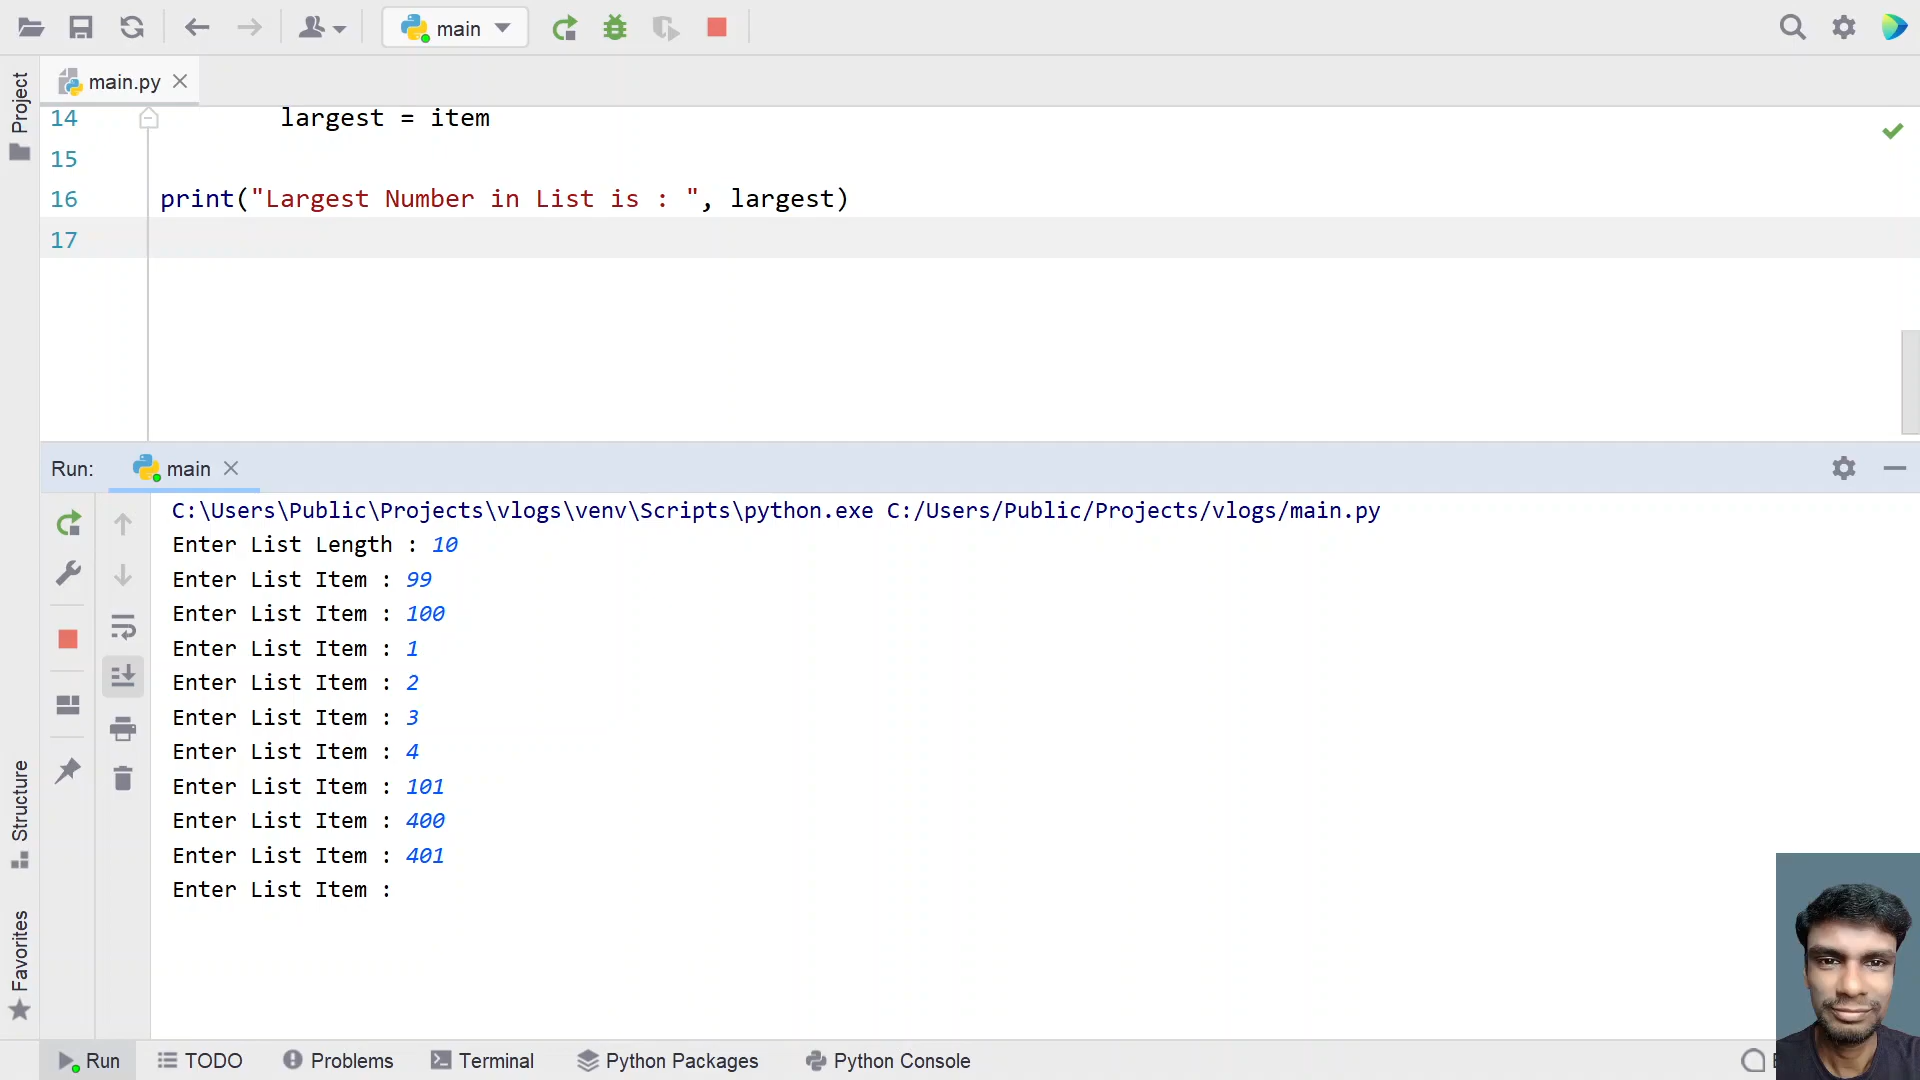 main
Project
main.py
14 largest = item
15
16 print("Largest Number in List is : ", largest)
17
Run: main
C:\Users\Public\Projects\vlogs\venv\Scripts\python.exe C:/Users/Public/Projects/vlogs/main.py
Enter List Length : 10
Enter List Item : 99
Enter List Item : 100
Enter List Item : 1
Enter List Item : 2
Enter List Item : 3
Enter List Item : 4
Enter List Item : 101
Enter List Item : 400
Enter List Item : 401
Enter List Item :
Structure
Favorites
Run TODO Problems Terminal Python Packages Python Console